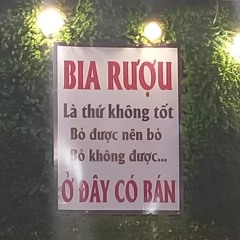 BIA RƯỢU
Là thứ không tốt
Bỏ được nên bỏ
Bỏ không được...
Ở ĐÂY CÓ BÁN